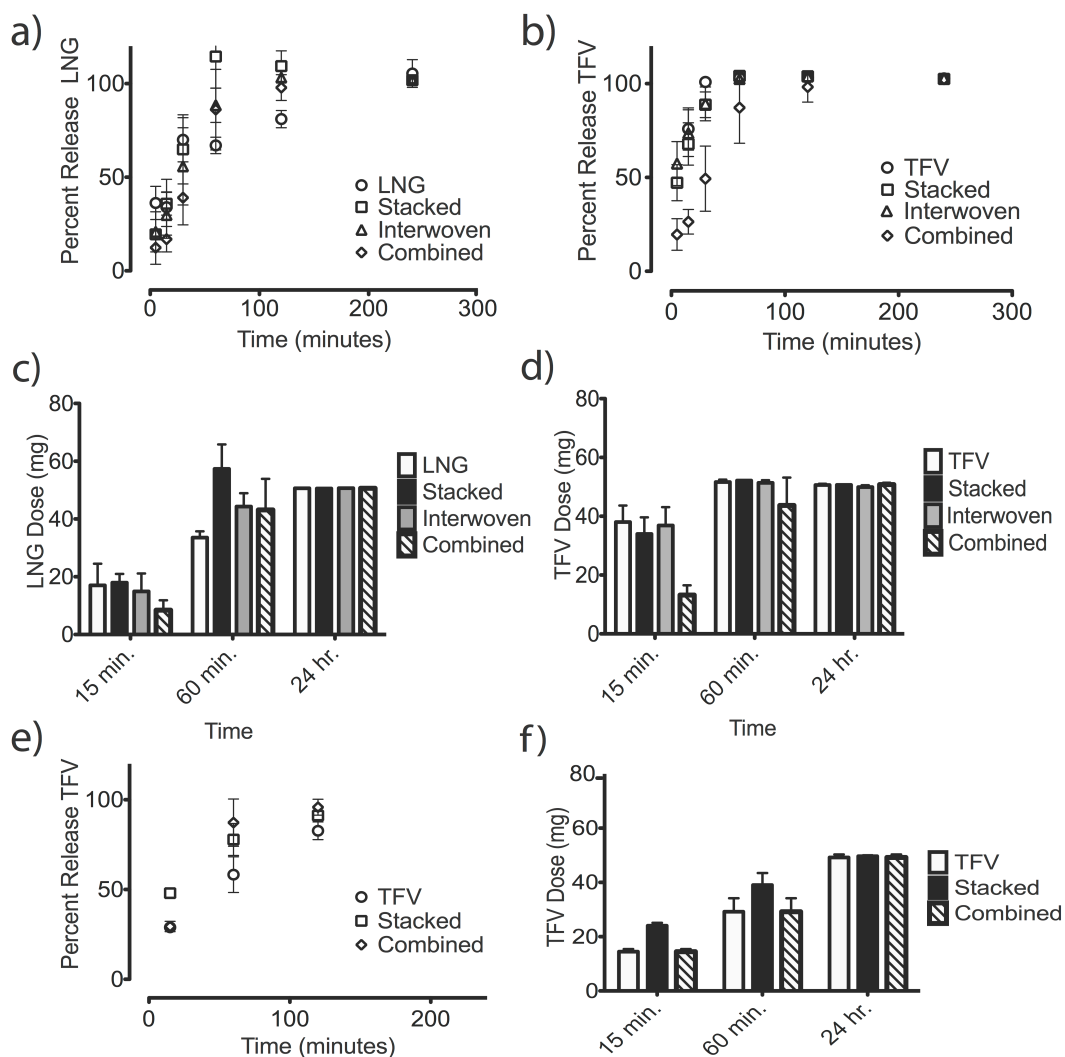 a)
Percent Release LNG
100
50
0
LNG
Stacked
Interwoven
Combined
0 100 200 300
Time (minutes)
b)
Percent Release TFV
100
50
0
TFV
Stacked
Interwoven
Combined
0 100 200 300
Time (minutes)
c)
LNG Dose (mg)
80
60
40
20
0
LNG
Stacked
Interwoven
Combined
15 min. 60 min. 24 hr.
Time
d)
TFV Dose (mg)
80
60
40
20
0
TFV
Stacked
Interwoven
Combined
15 min. 60 min. 24 hr.
Time
e)
Percent Release TFV
100
50
0
TFV
Stacked
Combined
0 100 200
Time (minutes)
f)
TFV Dose (mg)
80
60
40
20
0
TFV
Stacked
Combined
15 min. 60 min. 24 hr.